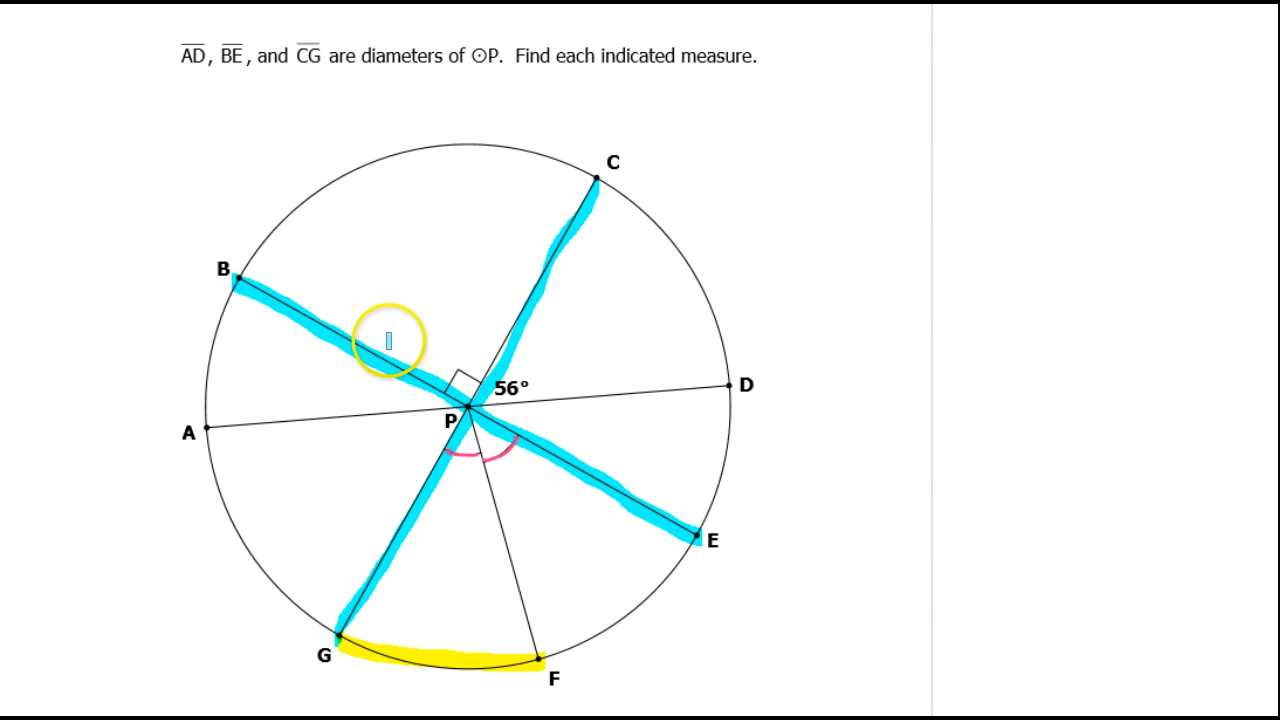 AD, BE, and CG are diameters of ⊙P. Find each indicated measure.
C
B
56°
D
P
A
E
G
F